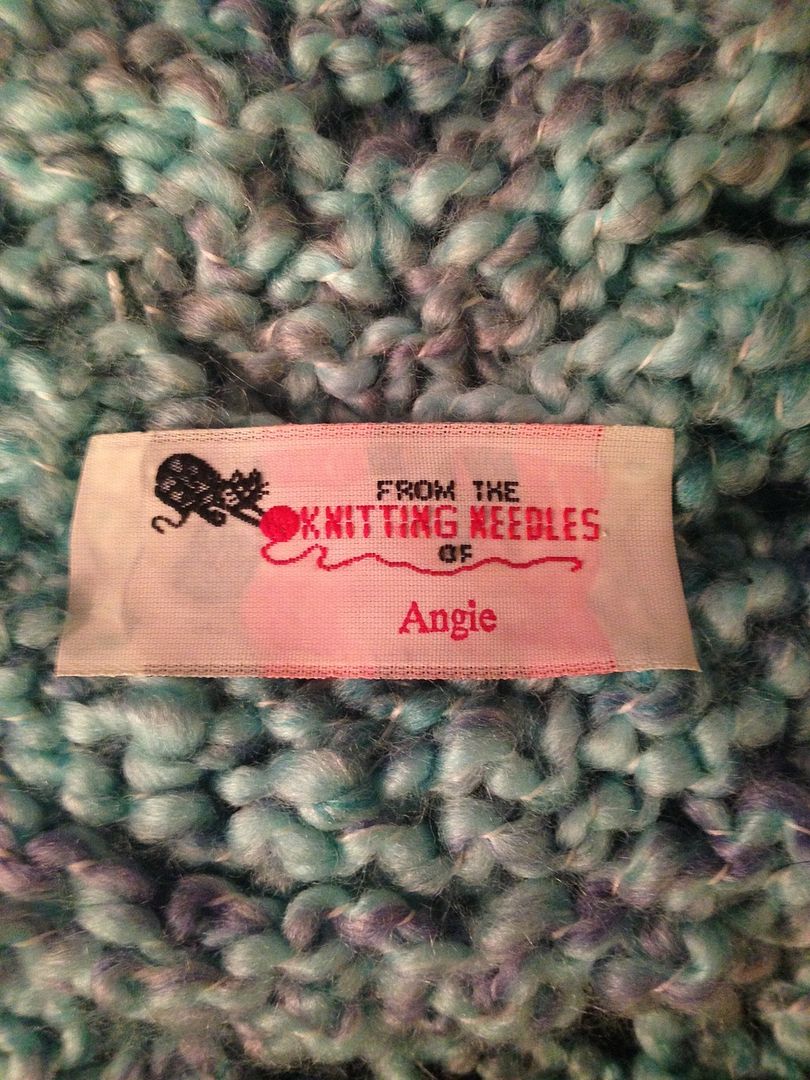 FROM THE
KNITTING NEEDLES
OF
Angie